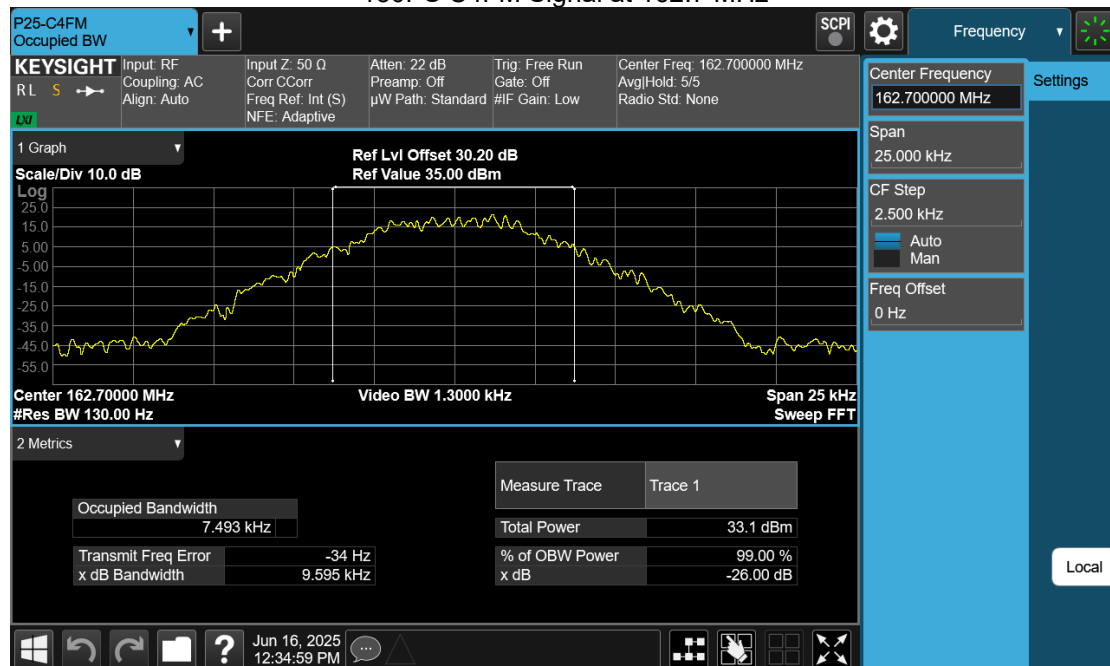 P25-C4FM
Occupied BW
+
SCPI
Frequency
KEYSIGHT
RL S
LXI
Input: RF
Coupling: AC
Align: Auto
Input Z: 50 Ω
Corr CCorr
Freq Ref: Int (S)
NFE: Adaptive
Atten: 22 dB
Preamp: Off
µW Path: Standard
Trig: Free Run
Gate: Off
#IF Gain: Low
Center Freq: 162.700000 MHz
Avg|Hold: 5/5
Radio Std: None
1 Graph
Scale/Div 10.0 dB
Ref Lvl Offset 30.20 dB
Ref Value 35.00 dBm
Log
25.0
15.0
5.00
-5.00
-15.0
-25.0
-35.0
-45.0
-55.0
Center 162.70000 MHz
#Res BW 130.00 Hz
Video BW 1.3000 kHz
Span 25 kHz
Sweep FFT
2 Metrics
Measure Trace Trace 1
Occupied Bandwidth
7.493 kHz
Total Power 33.1 dBm
Transmit Freq Error -34 Hz
% of OBW Power 99.00 %
x dB Bandwidth 9.595 kHz
x dB -26.00 dB
Center Frequency
162.700000 MHz
Settings
Span
25.000 kHz
CF Step
2.500 kHz
Auto
Man
Freq Offset
0 Hz
Local
?
Jun 16, 2025
12:34:59 PM